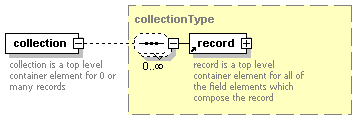 collectionType
collection
record
0..∞
collection is a top level
container element for 0 or
many records
record is a top level
container element for all of
the field elements which
compose the record